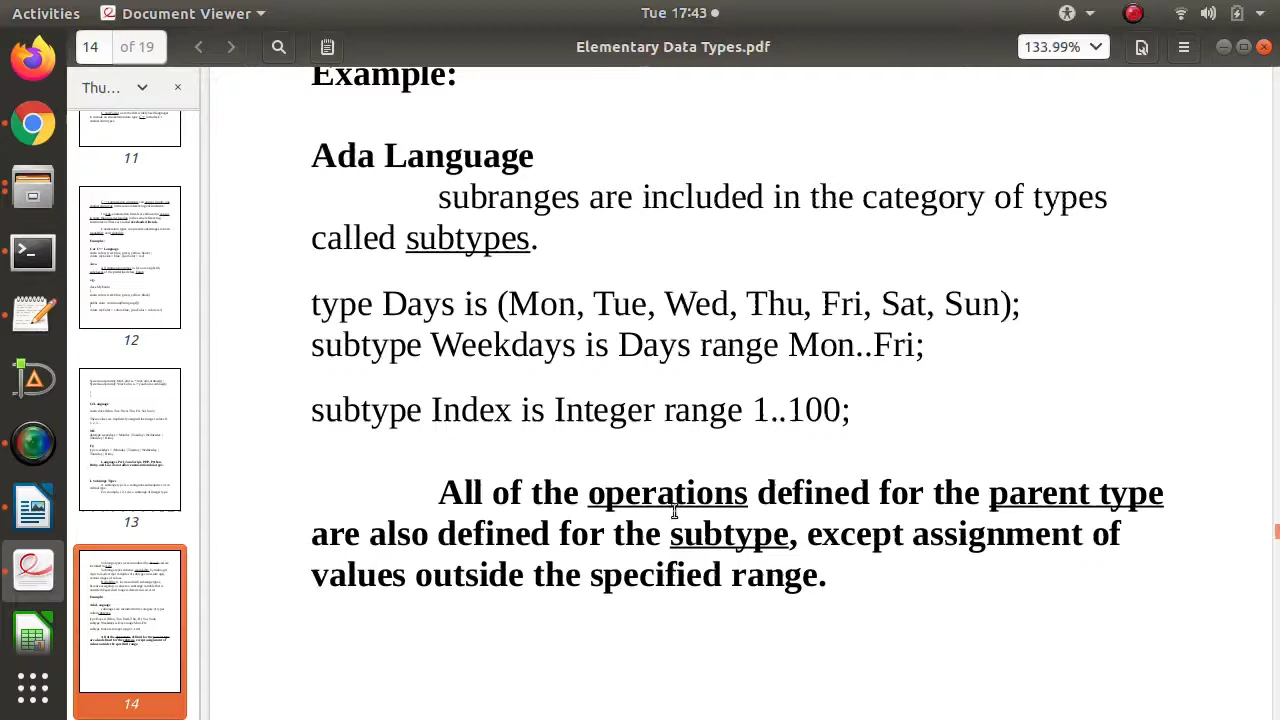 Activities
Document Viewer
Tue 17:43
14
of 19
Elementary Data Types.pdf
133.99%
Thu…
11
12
13
14
Example:
Ada Language
subranges are included in the category of types
called subtypes.
type Days is (Mon, Tue, Wed, Thu, Fri, Sat, Sun);
subtype Weekdays is Days range Mon..Fri;
subtype Index is Integer range 1..100;
All of the operations defined for the parent type
are also defined for the subtype, except assignment of
values outside the specified range.